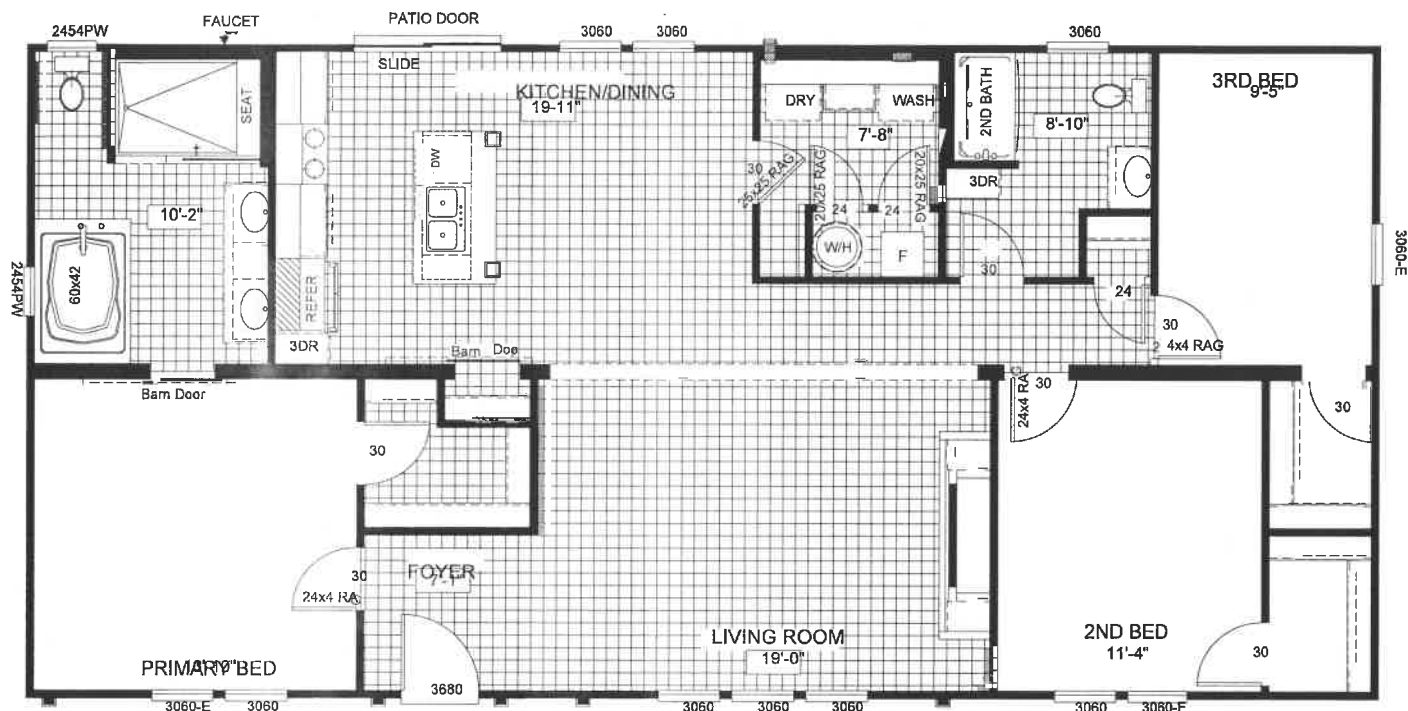 2454PW
FAUCET
PATIO DOOR
3060
3060
3060
SLIDE
SEAT
KITCHEN/DINING
19'-11"
DRY
WASH
7'-8"
2ND BATH
8'-10"
3RD BED
9'-5"
DW
30
25x25 RAG
20x25 RAG
20x25 RAG
24
24
3DR
10'-2"
W/H
F
30
24
3060-E
2454PW
60x42
REFER
3DR
Barn Doo
30
4x4 RAG
Barn Door
30
24x4 RA
30
30
30
24x4 RA
FOYER
7'-1"
LIVING ROOM
19'-0"
2ND BED
11'-4"
30
PRIMARY BED
3680
3060-E
3060
3060
3060
3060
3060